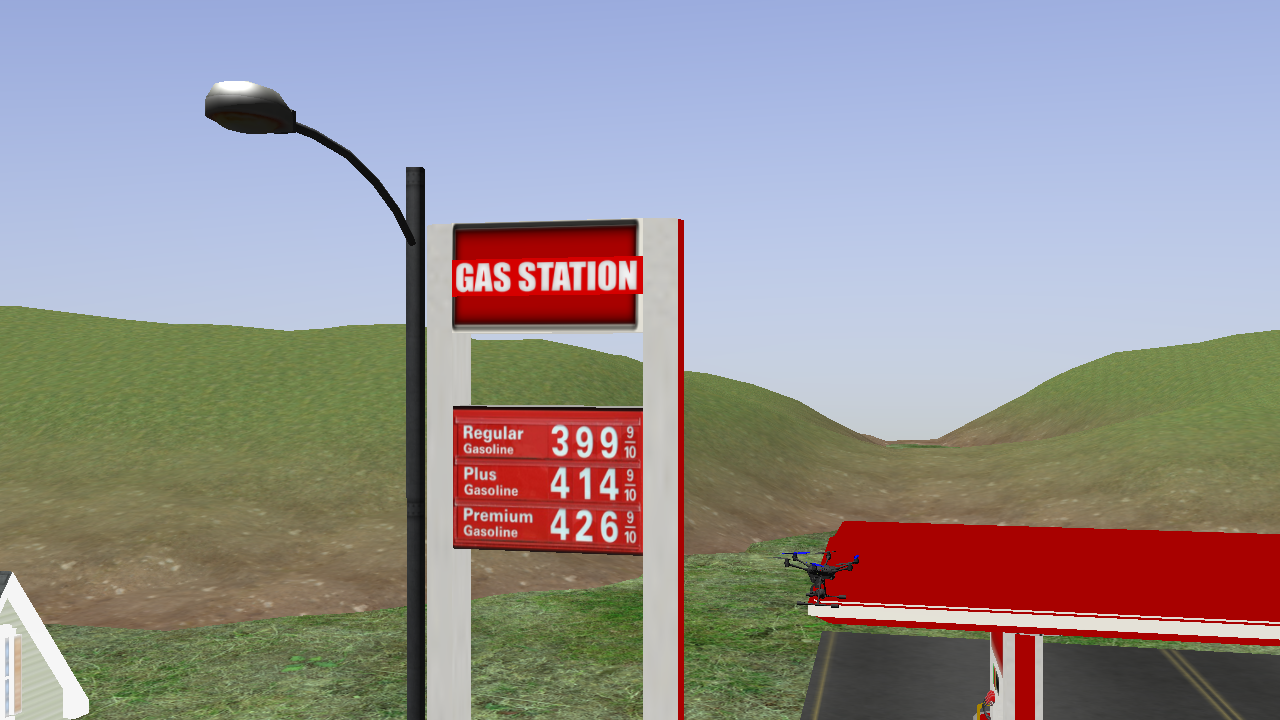 GAS STATION
Regular 399 9/10
Gasoline
Plus 414 9/10
Gasoline
Premium 426 9/10
Gasoline